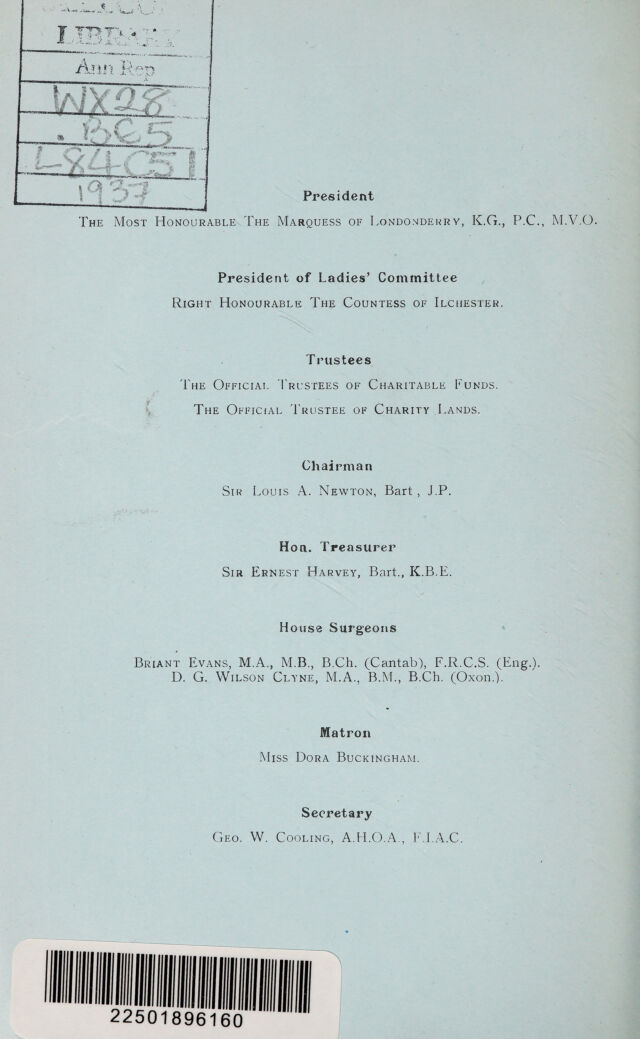 LIBRARY
Ann Rep
WX28
.BE5
L84C51
1937
President
THE MOST HONOURABLE THE MARQUESS OF LONDONDERRY, K.G., P.C., M.V.O.
President of Ladies' Committee
RIGHT HONOURABLE THE COUNTESS OF ILCHESTER.
Trustees
THE OFFICIAL TRUSTEES OF CHARITABLE FUNDS.
THE OFFICIAL TRUSTEE OF CHARITY LANDS.
Chairman
SIR LOUIS A. NEWTON, Bart, J.P.
Hon. Treasurer
SIR ERNEST HARVEY, Bart., K.B.E.
House Surgeons
BRIANT EVANS, M.A., M.B., B.Ch. (Cantab), F.R.C.S. (Eng.).
D. G. WILSON CLYNE, M.A., B.M., B.Ch. (Oxon.).
Matron
MISS DORA BUCKINGHAM.
Secretary
GEO. W. COOLING, A.H.O.A., F.I.A.C.
22501896160